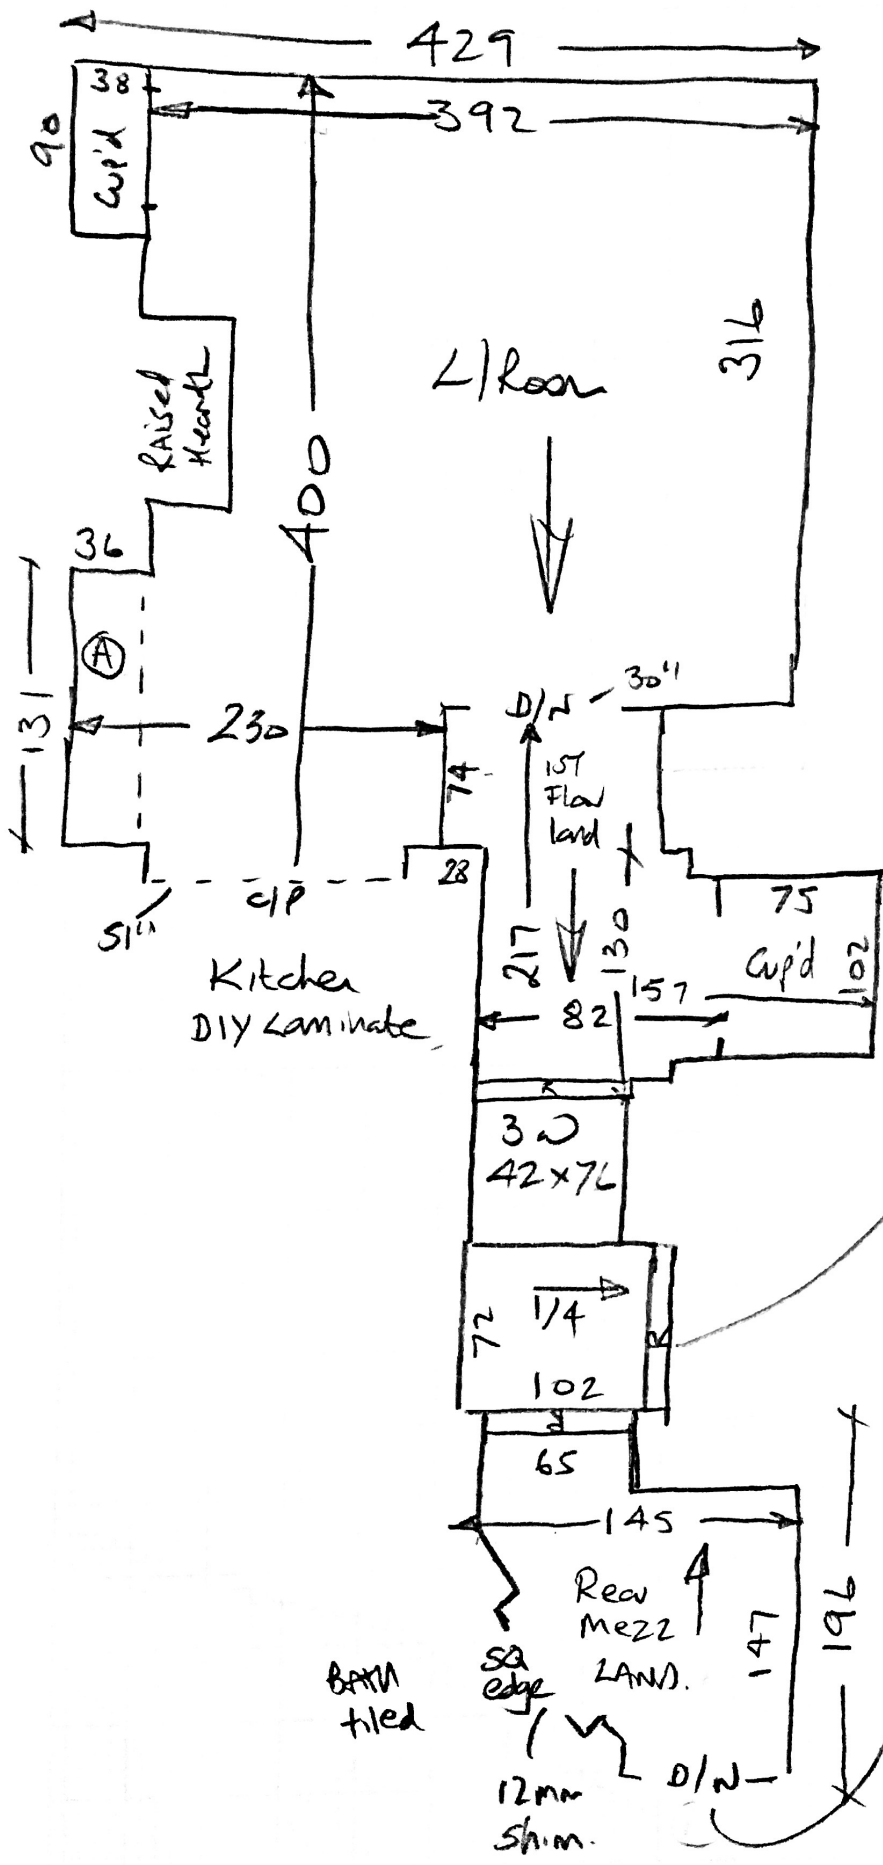 429
38
392
90
Cup'd
316
L/Room
RAised
Hearth
400
36
A
131
230
D/N
30"
74
1ST
Floor
land
28
C/P
51"
217
130
75
Cup'd
102
157
82
Kitchen
DIY Laminate
3 W
42x76
72
1/4
R
102
R
65
145
196
Rear
Mezz
LAND.
147
SQ
edge
BATH
tiled
D/N
12mm
shim.